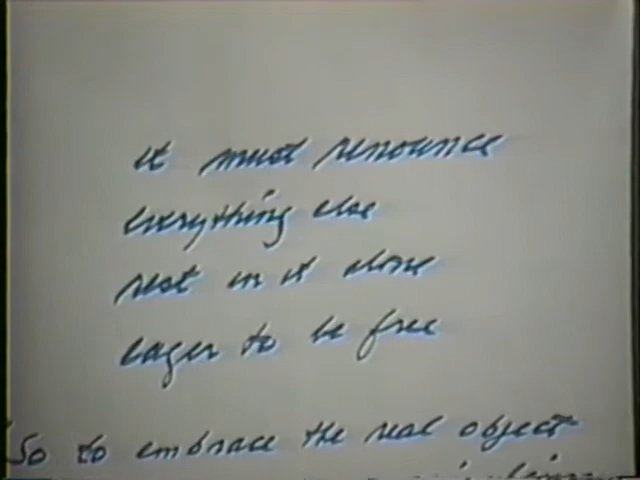 it must renounce
everything else
rest in it alone
eager to be free
"So to embrace the real object